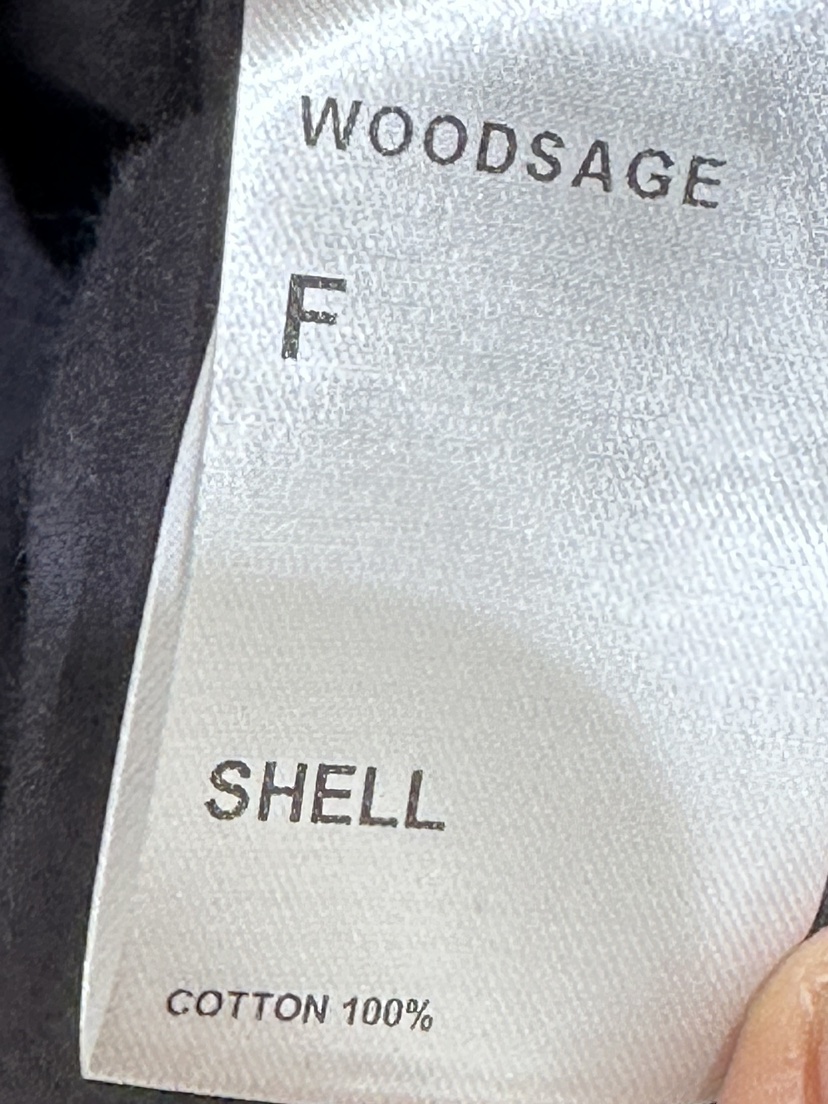 WOODSAGE
F
SHELL
COTTON 100%